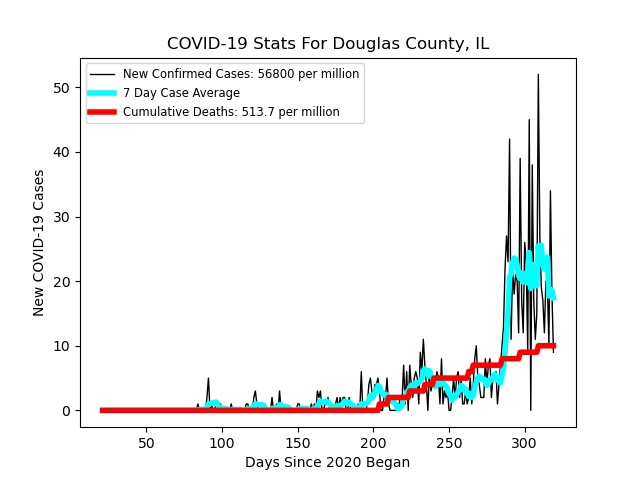 COVID-19 Stats For Douglas County, IL
New Confirmed Cases: 56800 per million
7 Day Case Average
Cumulative Deaths: 513.7 per million
New COVID-19 Cases
50
40
30
20
10
0
50 100 150 200 250 300
Days Since 2020 Began